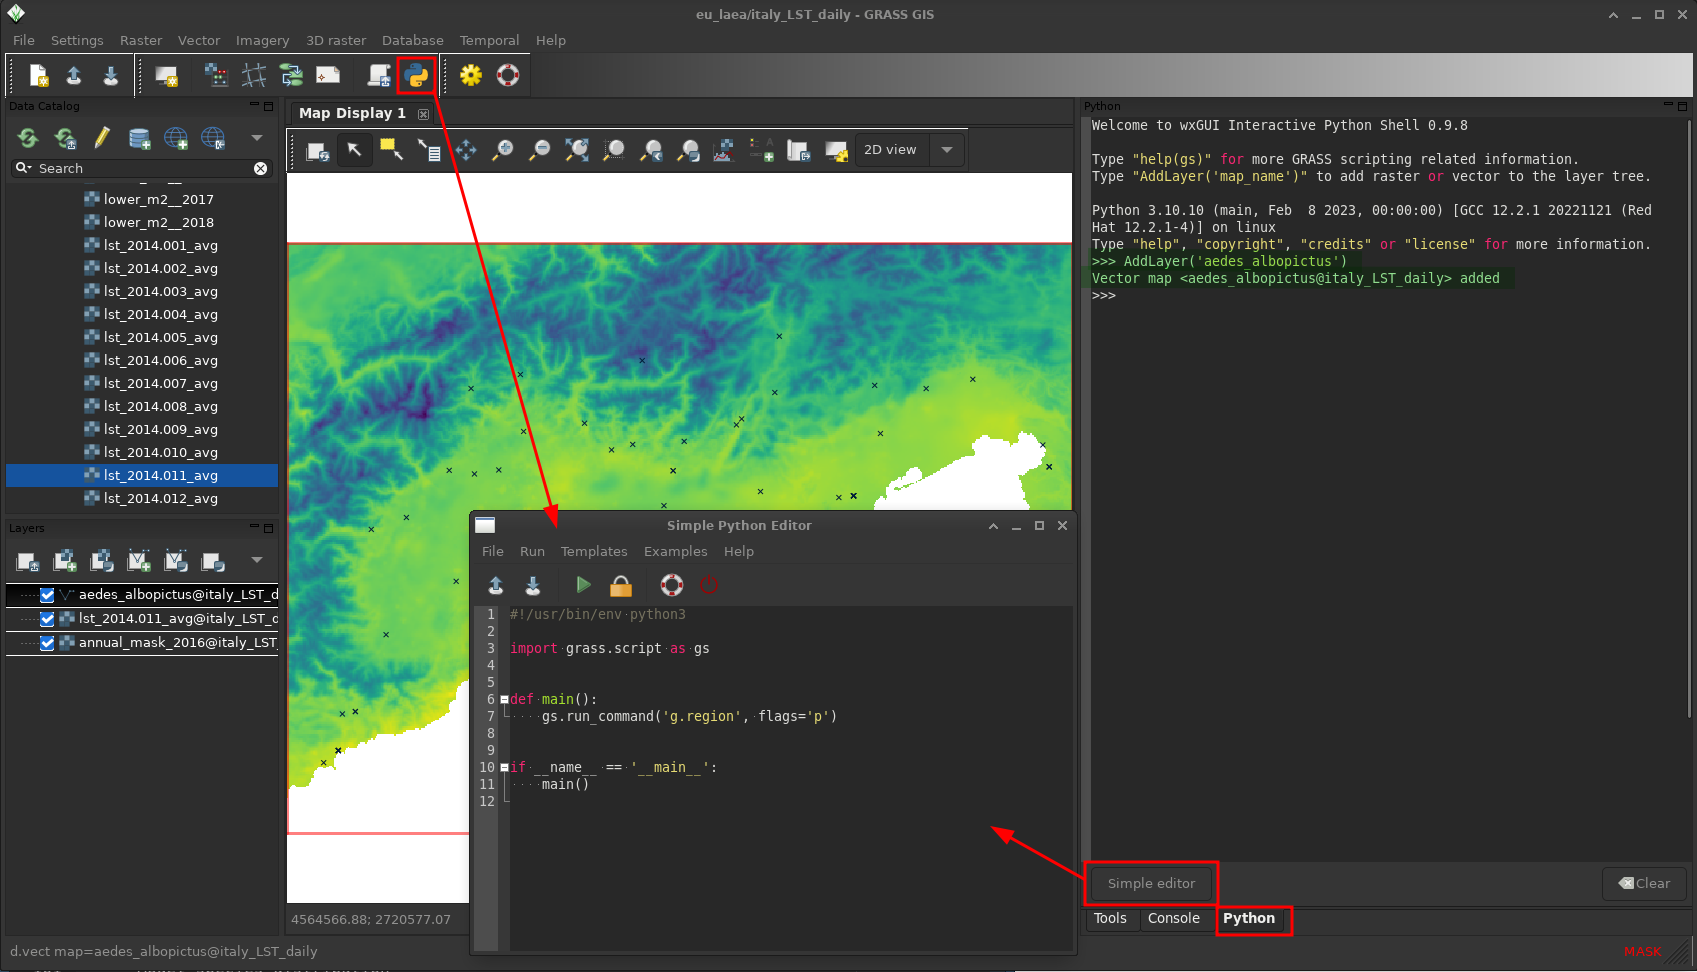 eu_laea/italy_LST_daily - GRASS GIS
File Settings Raster Vector Imagery 3D raster Database Temporal Help
Data Catalog
Search
lower_m2__2017
lower_m2__2018
lst_2014.001_avg
lst_2014.002_avg
lst_2014.003_avg
lst_2014.004_avg
lst_2014.005_avg
lst_2014.006_avg
lst_2014.007_avg
lst_2014.008_avg
lst_2014.009_avg
lst_2014.010_avg
lst_2014.011_avg
lst_2014.012_avg
Layers
aedes_albopictus@italy_LST_d
lst_2014.011_avg@italy_LST_d
annual_mask_2016@italy_LST_
Map Display 1
2D view
4564566.88; 2720577.07
Simple Python Editor
File Run Templates Examples Help
1 #!/usr/bin/env python3
2
3 import grass.script as gs
4
5
6 def main():
7 gs.run_command('g.region', flags='p')
8
9
10 if __name__ == '__main__':
11 main()
12
Python
Welcome to wxGUI Interactive Python Shell 0.9.8
Type "help(gs)" for more GRASS scripting related information.
Type "AddLayer('map_name')" to add raster or vector to the layer tree.
Python 3.10.10 (main, Feb  8 2023, 00:00:00) [GCC 12.2.1 20221121 (Red
Hat 12.2.1-4)] on linux
Type "help", "copyright", "credits" or "license" for more information.
>>> AddLayer('aedes_albopictus')
Vector map <aedes_albopictus@italy_LST_daily> added
>>>
Simple editor
Clear
Tools Console Python
d.vect map=aedes_albopictus@italy_LST_daily
MASK